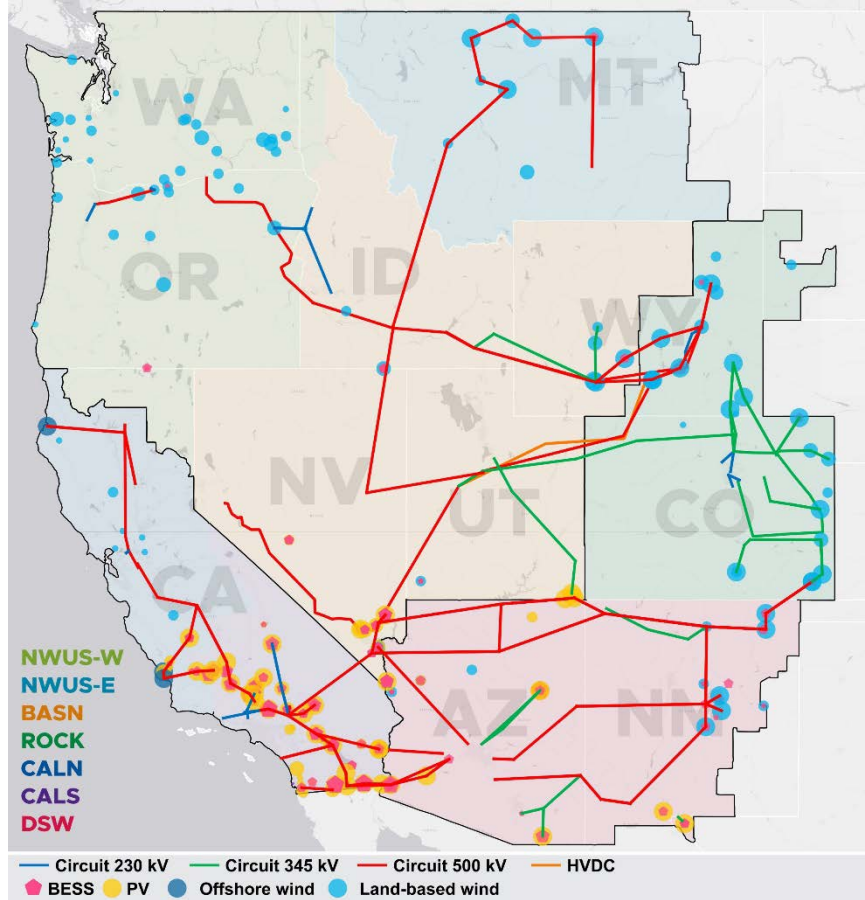 WA
MT
OR
ID
WY
NV
UT
CO
CA
AZ
NM
NWUS-W
NWUS-E
BASN
ROCK
CALN
CALS
DSW
Circuit 230 kV Circuit 345 kV Circuit 500 kV HVDC
BESS PV Offshore wind Land-based wind